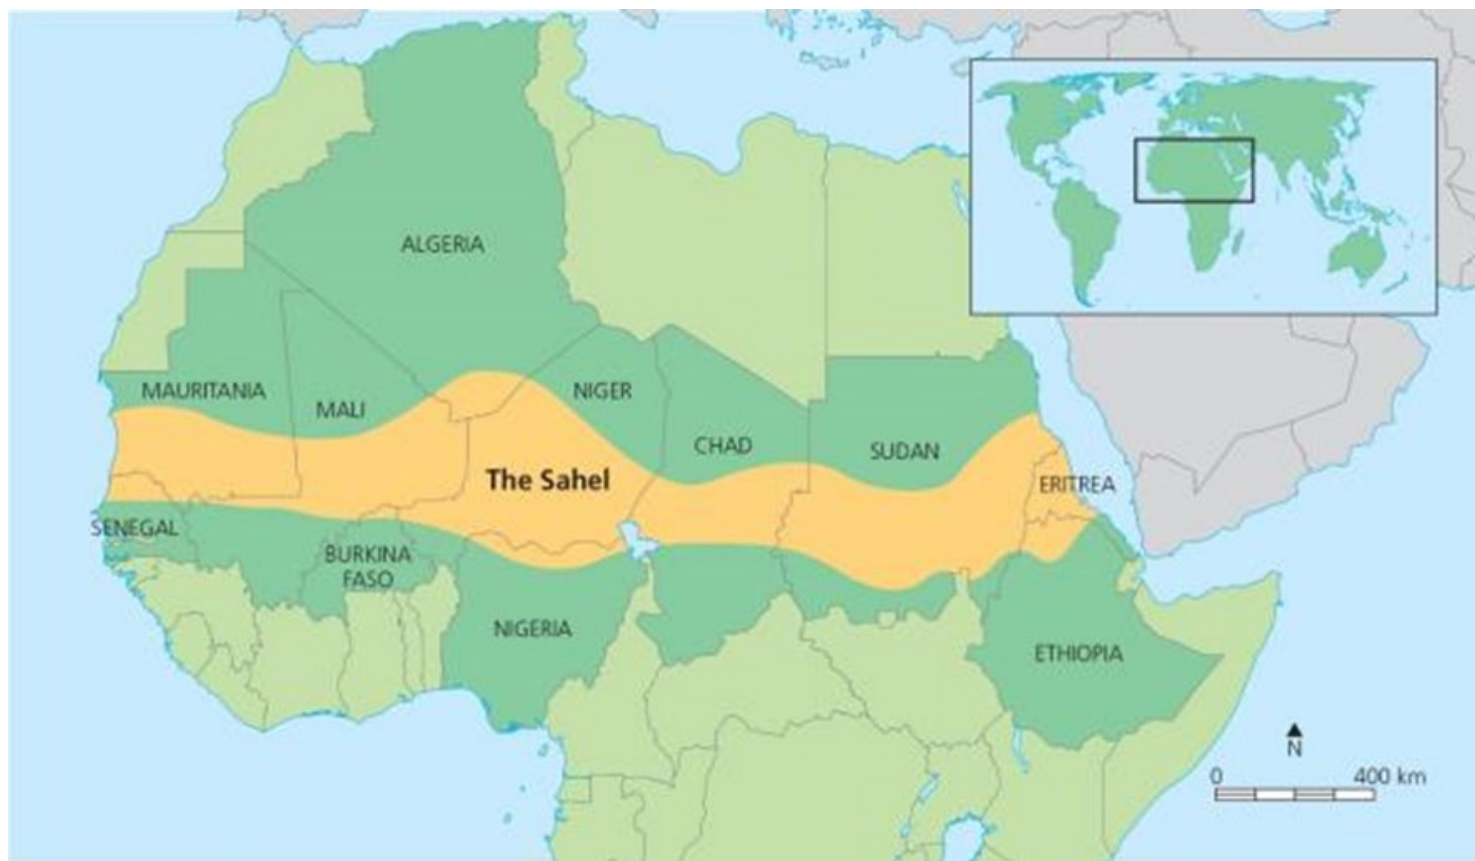 ALGERIA
MAURITANIA
MALI
NIGER
CHAD
SUDAN
The Sahel
ERITREA
SENEGAL
BURKINA
FASO
NIGERIA
ETHIOPIA
N
0 400 km